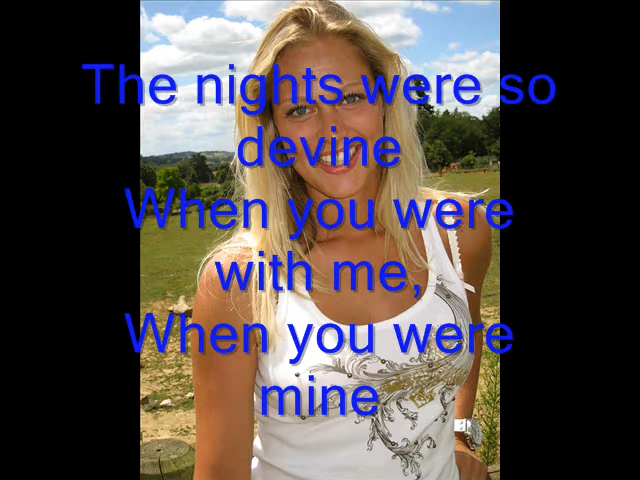 The nights were so
devine
When you were
with me,
When you were
mine